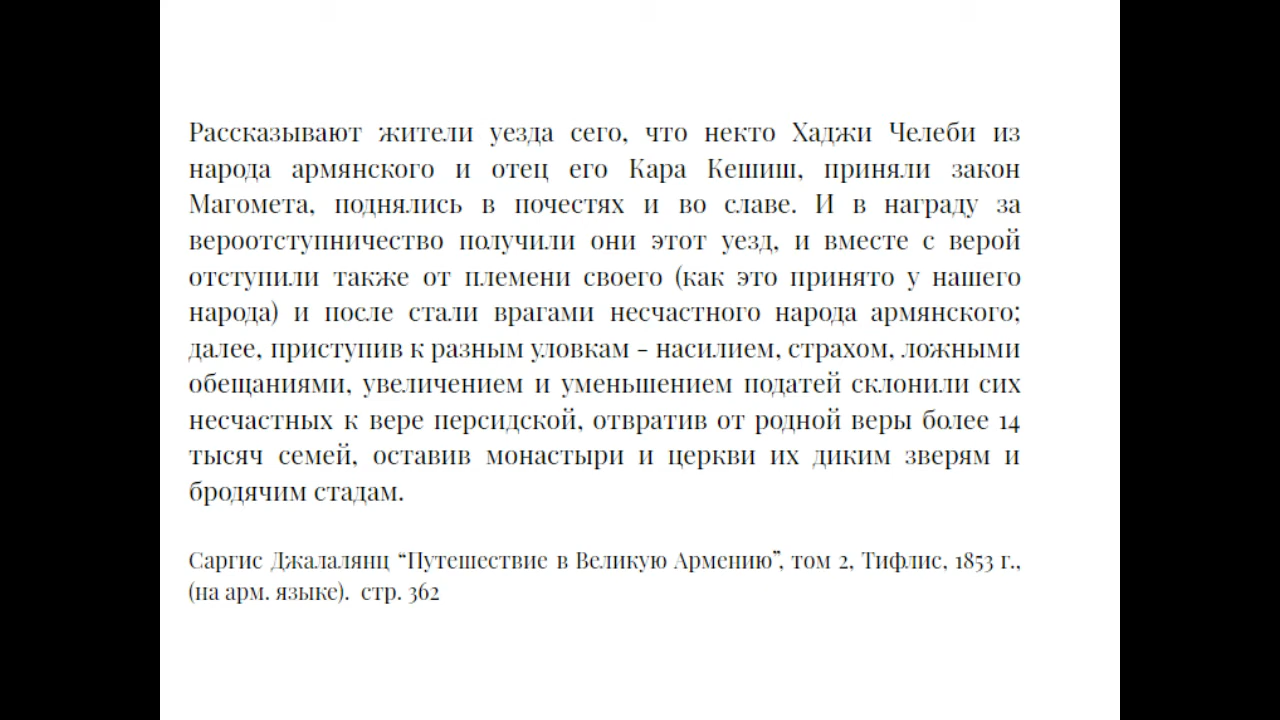 Рассказывают жители уезда сего, что некто Хаджи Челеби из
народа армянского и отец его Кара Кешиш, приняли закон
Магомета, поднялись в почестях и во славе. И в награду за
вероотступничество получили они этот уезд, и вместе с верой
отступили также от племени своего (как это принято у нашего
народа) и после стали врагами несчастного народа армянского;
далее, приступив к разным уловкам - насилием, страхом, ложными
обещаниями, увеличением и уменьшением податей склонили сих
несчастных к вере персидской, отвратив от родной веры более 14
тысяч семей, оставив монастыри и церкви их диким зверям и
бродячим стадам.
Саргис Джалалянц “Путешествие в Великую Армению”, том 2, Тифлис, 1853 г.,
(на арм. языке). стр. 362